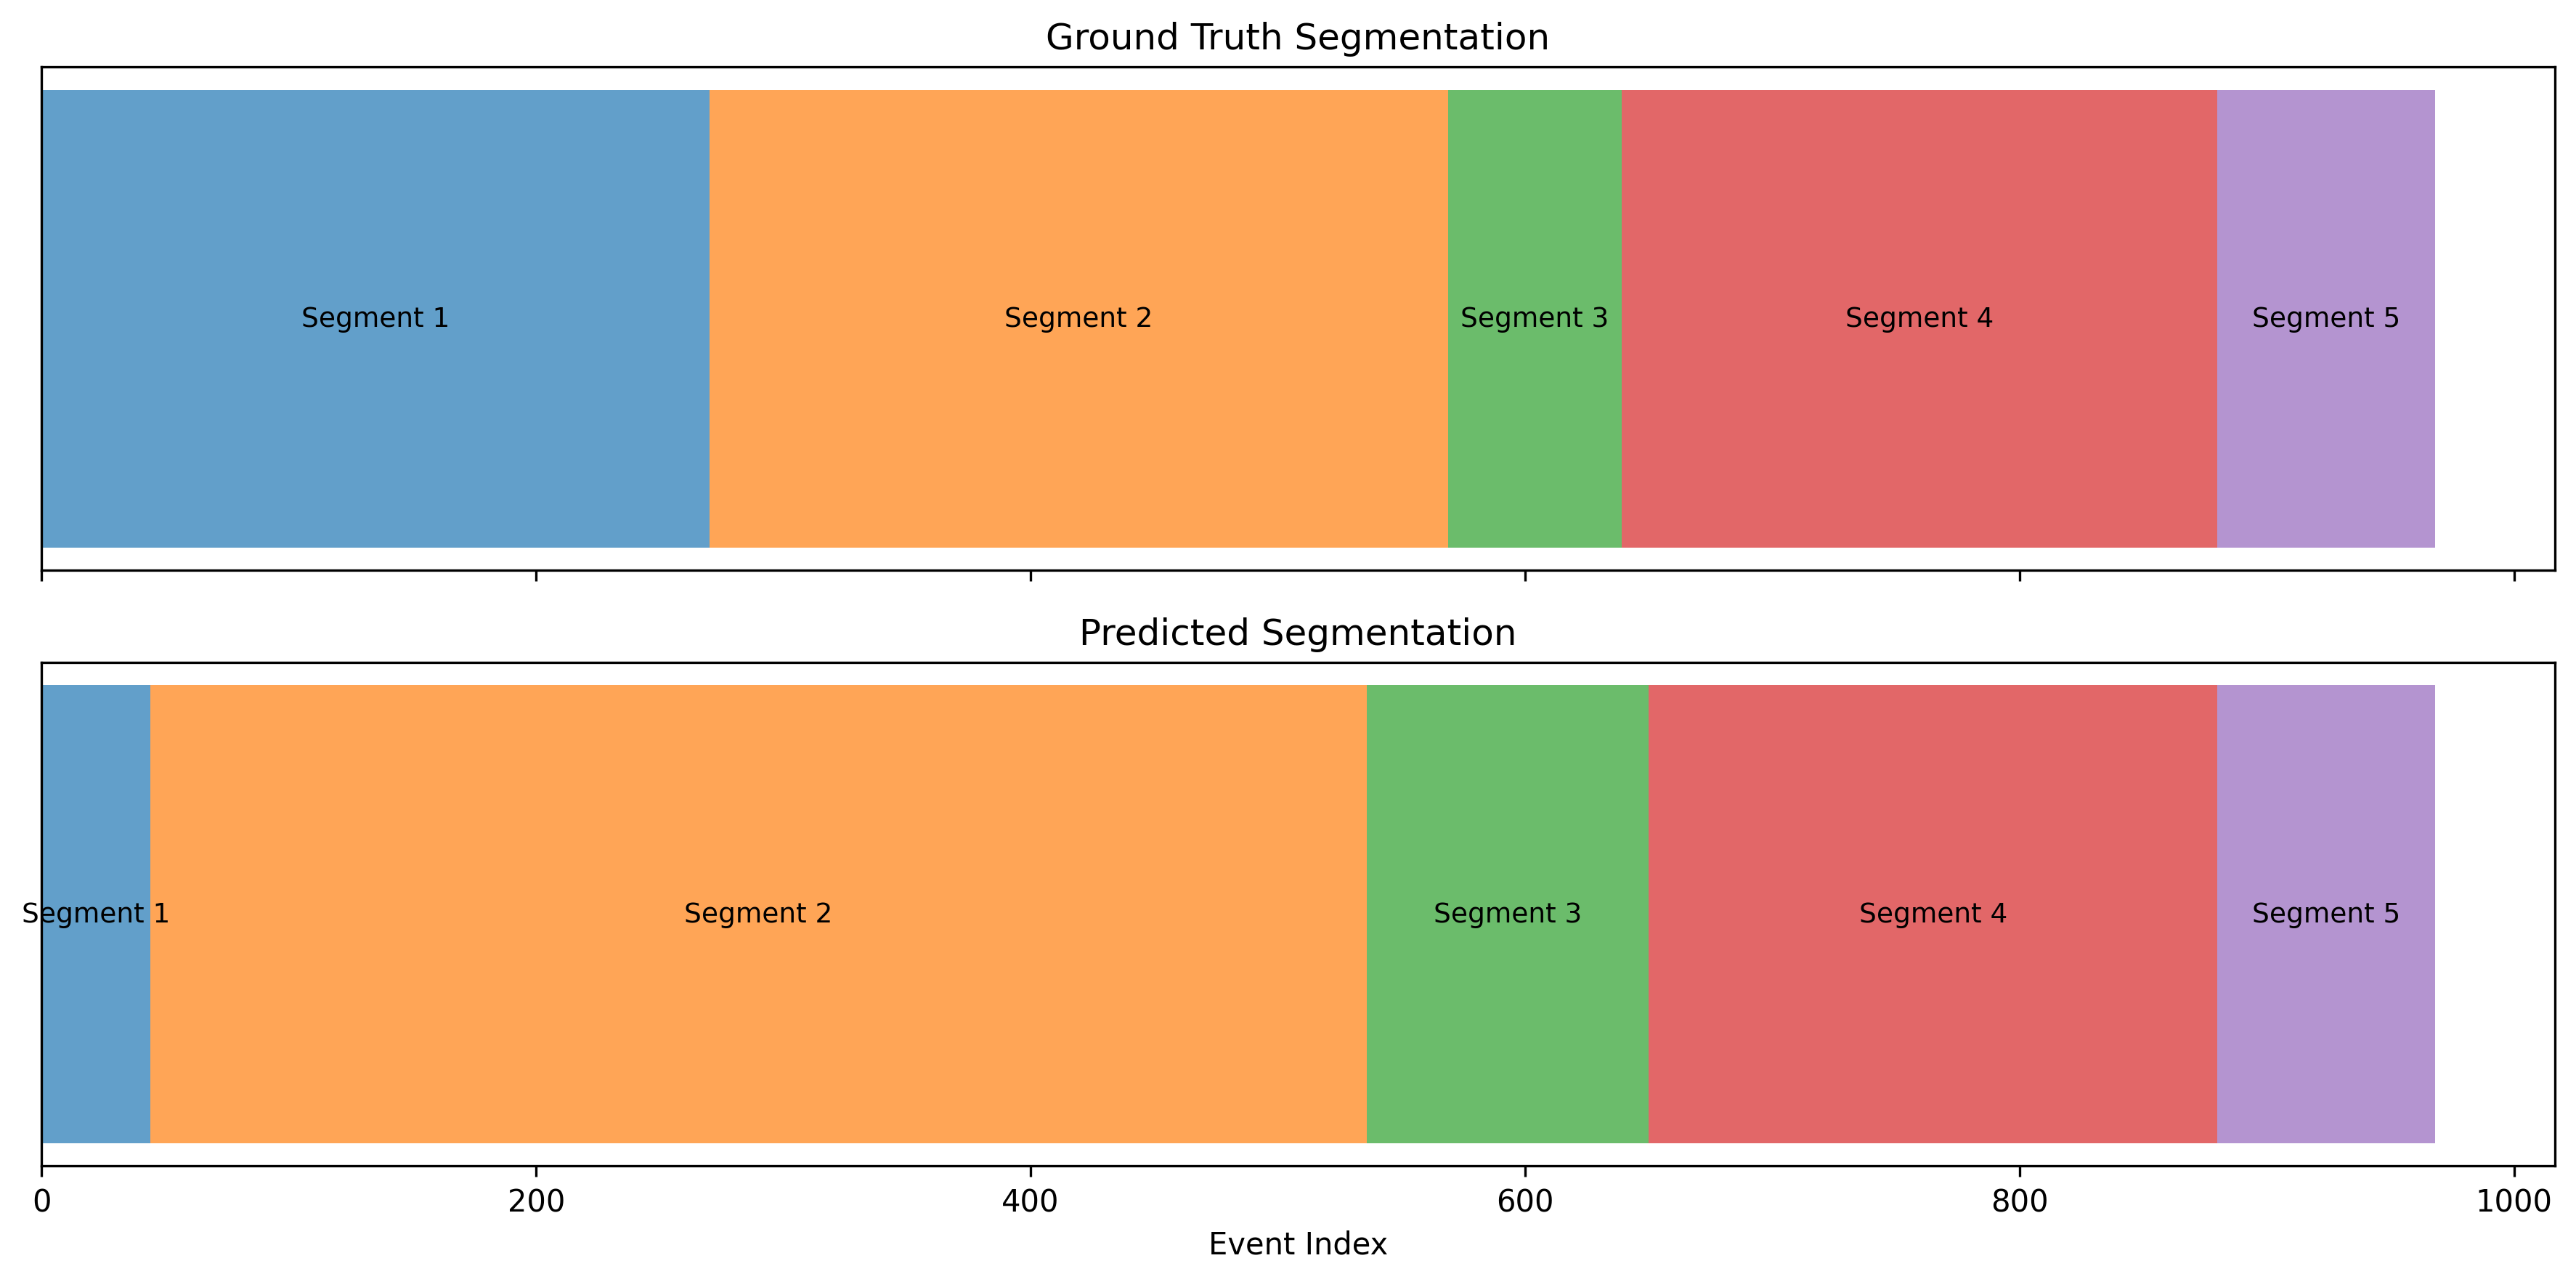 Ground Truth Segmentation
Segment 1 Segment 2 Segment 3 Segment 4 Segment 5
Predicted Segmentation
Segment 1 Segment 2 Segment 3 Segment 4 Segment 5
0 200 400 600 800 1000
Event Index